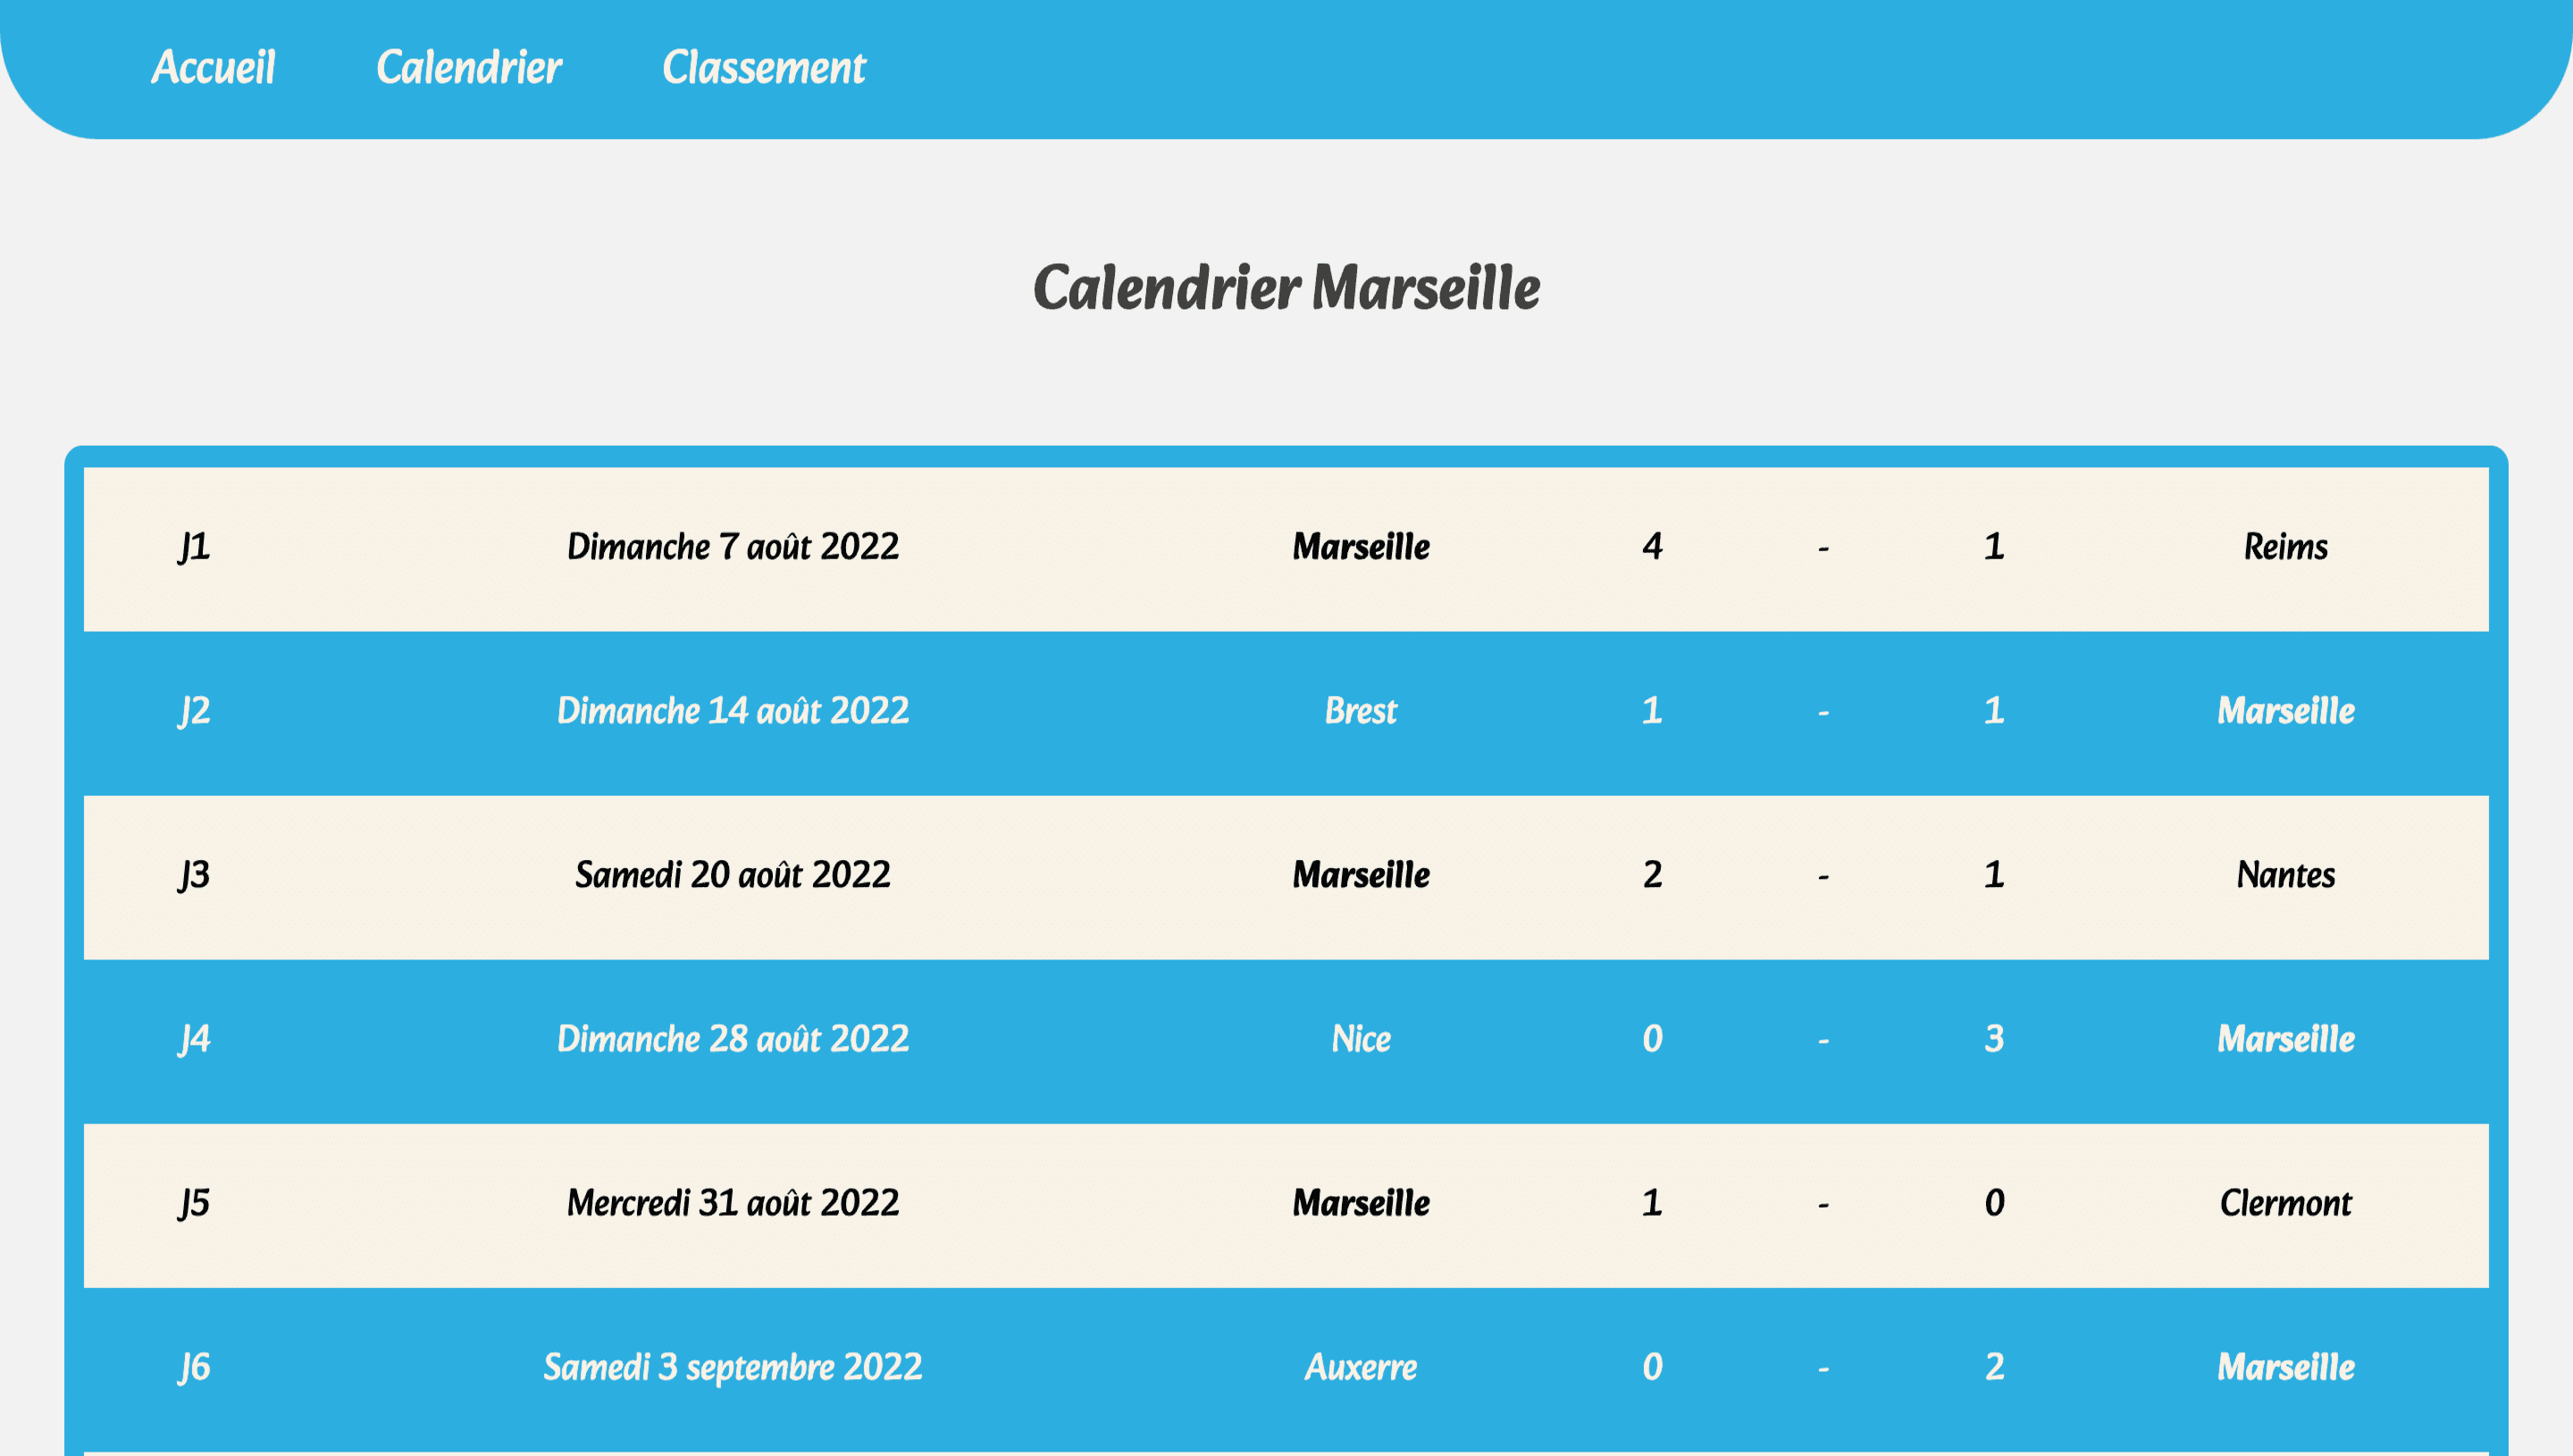 Accueil Calendrier Classement
Calendrier Marseille
J1 Dimanche 7 août 2022 Marseille 4 - 1 Reims
J2 Dimanche 14 août 2022 Brest 1 - 1 Marseille
J3 Samedi 20 août 2022 Marseille 2 - 1 Nantes
J4 Dimanche 28 août 2022 Nice 0 - 3 Marseille
J5 Mercredi 31 août 2022 Marseille 1 - 0 Clermont
J6 Samedi 3 septembre 2022 Auxerre 0 - 2 Marseille